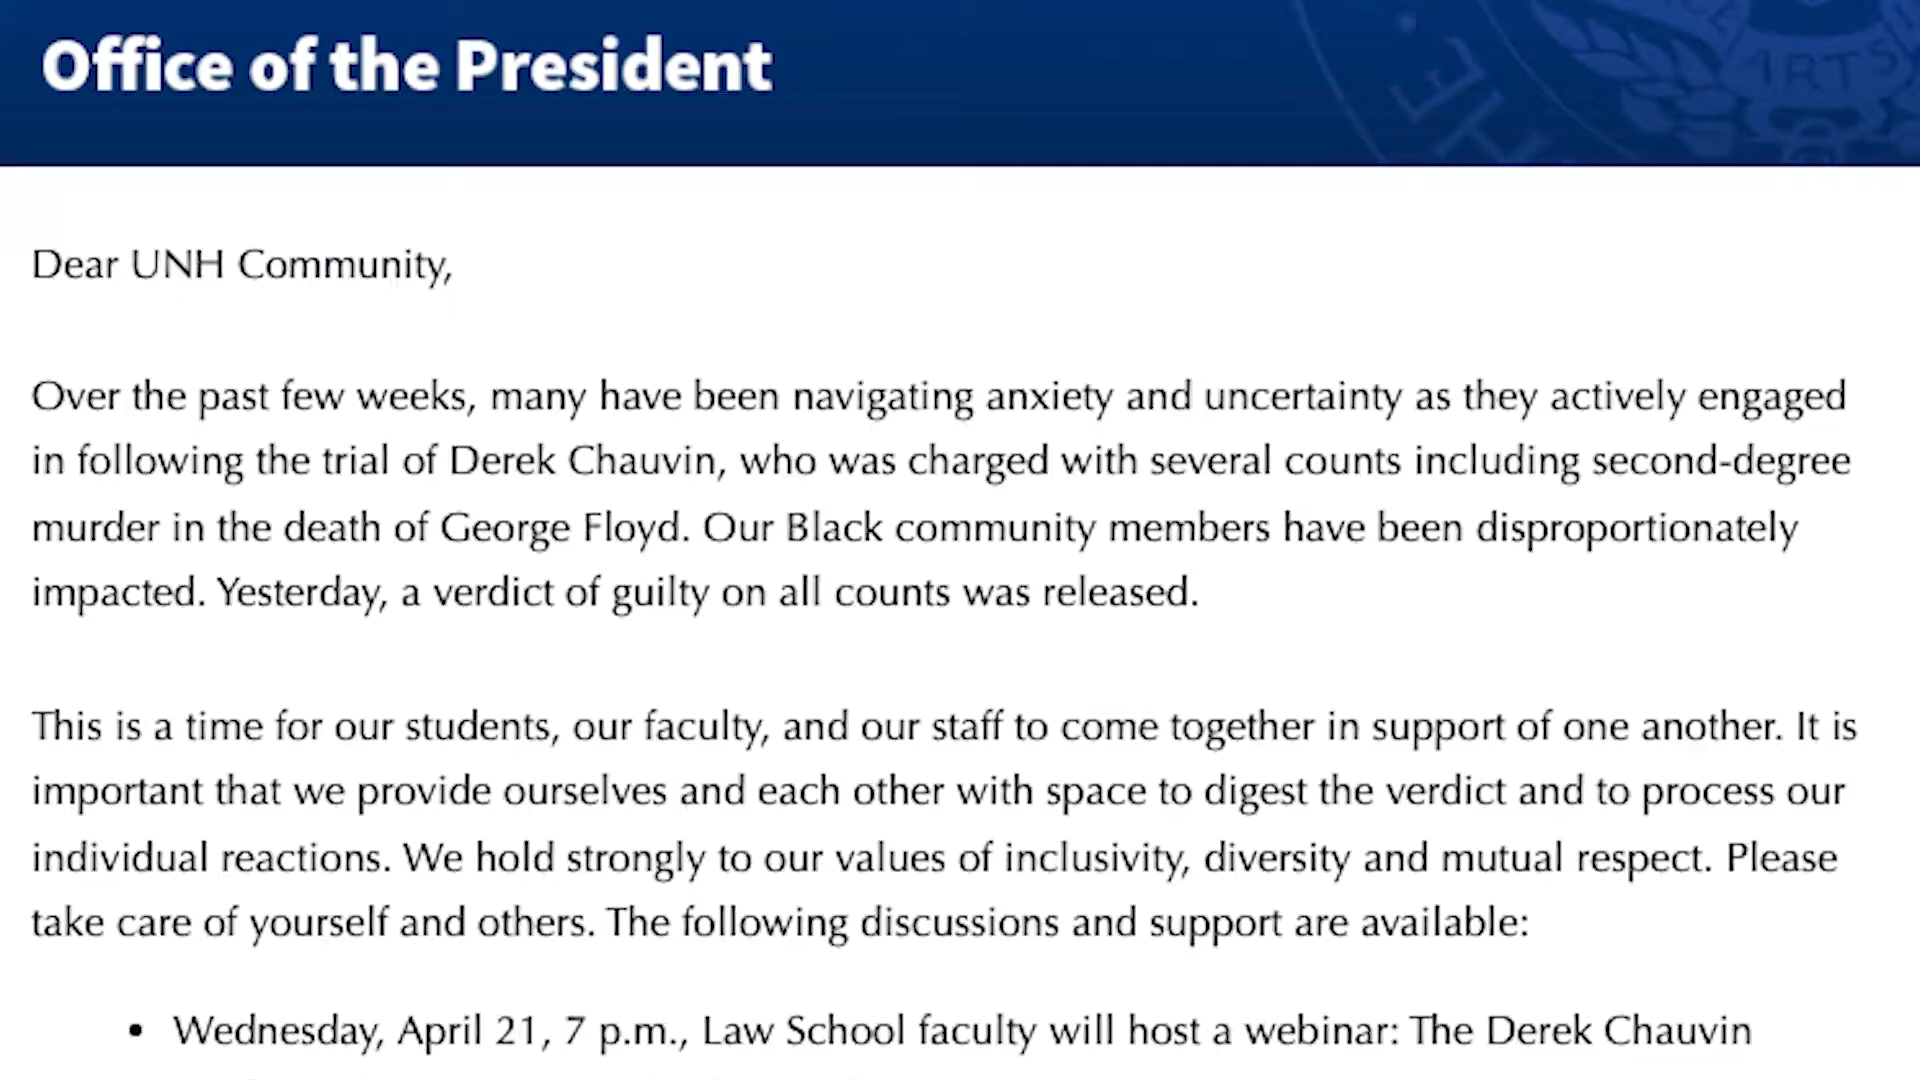 Office of the President
HE
ARTS
Dear UNH Community,
Over the past few weeks, many have been navigating anxiety and uncertainty as they actively engaged
in following the trial of Derek Chauvin, who was charged with several counts including second-degree
murder in the death of George Floyd. Our Black community members have been disproportionately
impacted. Yesterday, a verdict of guilty on all counts was released.
This is a time for our students, our faculty, and our staff to come together in support of one another. It is
important that we provide ourselves and each other with space to digest the verdict and to process our
individual reactions. We hold strongly to our values of inclusivity, diversity and mutual respect. Please
take care of yourself and others. The following discussions and support are available:
• Wednesday, April 21, 7 p.m., Law School faculty will host a webinar: The Derek Chauvin